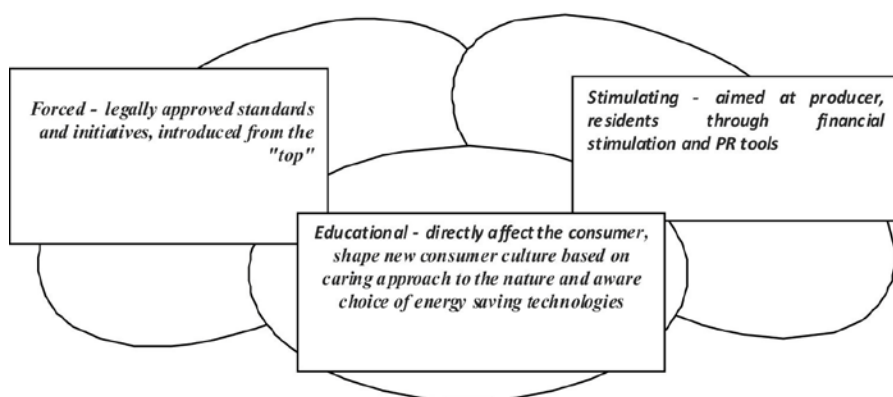 Forced - legally approved standards
and initiatives, introduced from the
"top"
Stimulating - aimed at producer,
residents through financial
stimulation and PR tools
Educational - directly affect the consumer,
shape new consumer culture based on
caring approach to the nature and aware
choice of energy saving technologies